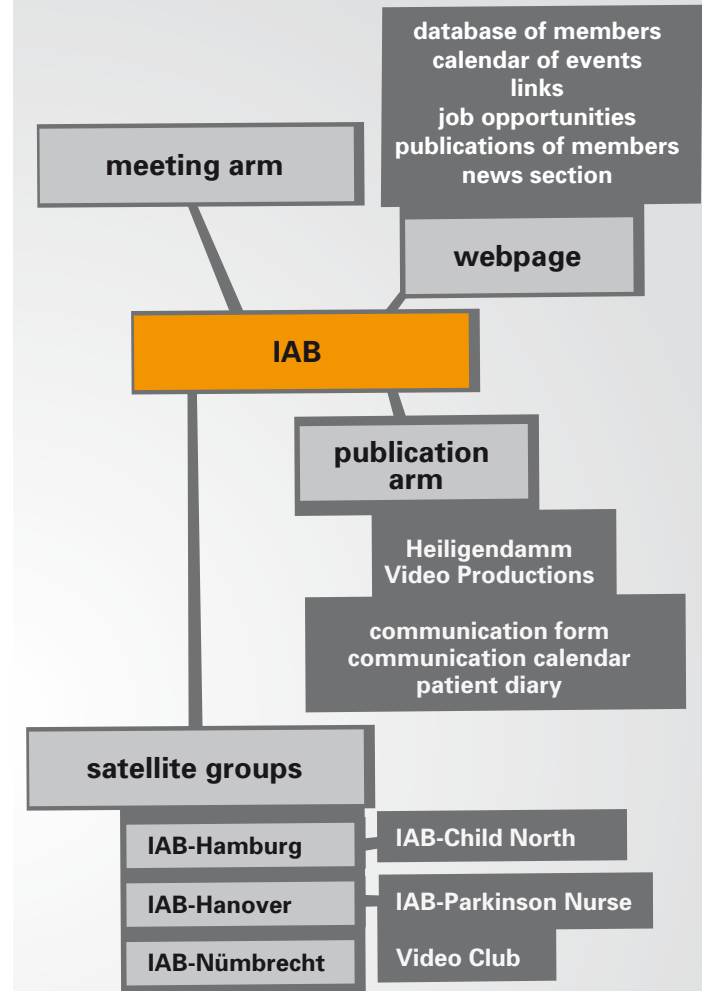 database of members
calendar of events
links
job opportunities
publications of members
news section
meeting arm
webpage
IAB
publication
arm
Heiligendamm
Video Productions
communication form
communication calendar
patient diary
satellite groups
IAB-Hamburg
IAB-Child North
IAB-Hanover
IAB-Parkinson Nurse
IAB-Nümbrecht
Video Club